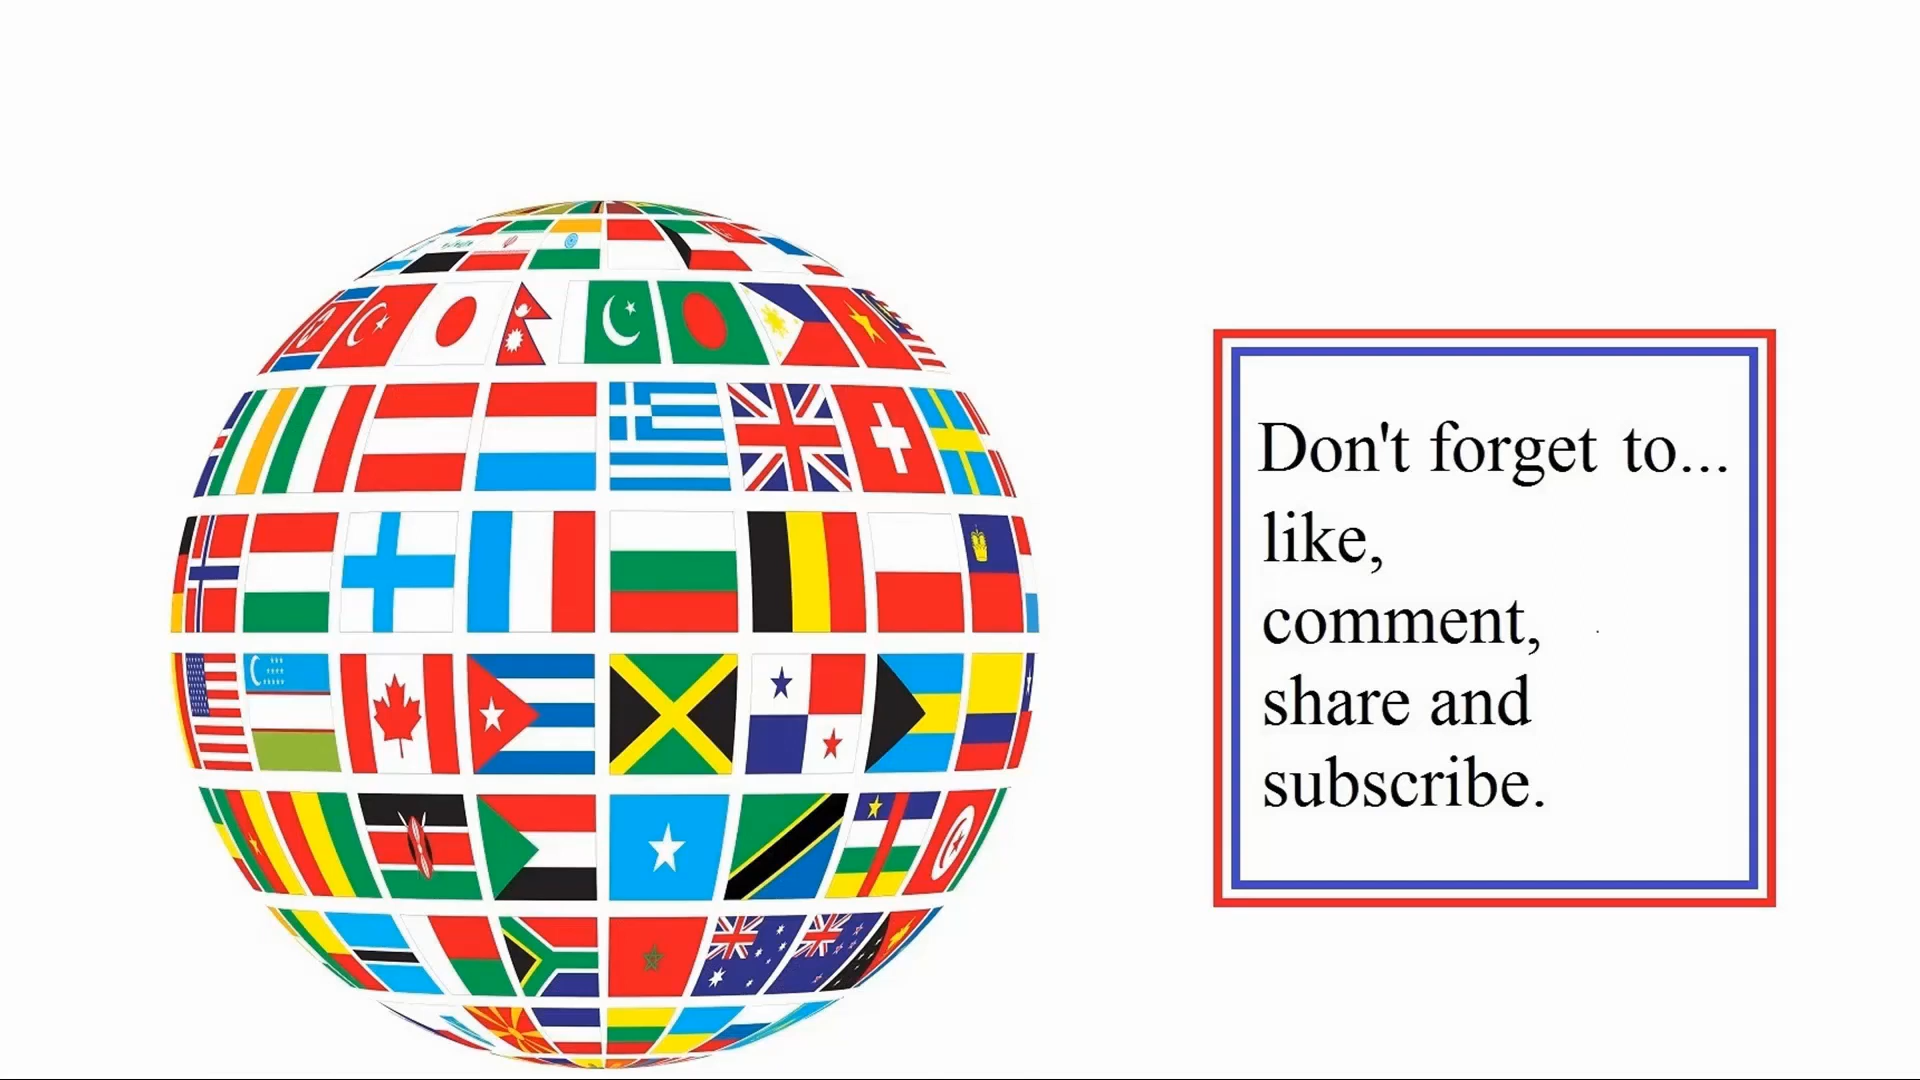 Don't forget to...
like,
comment,
share and
subscribe.